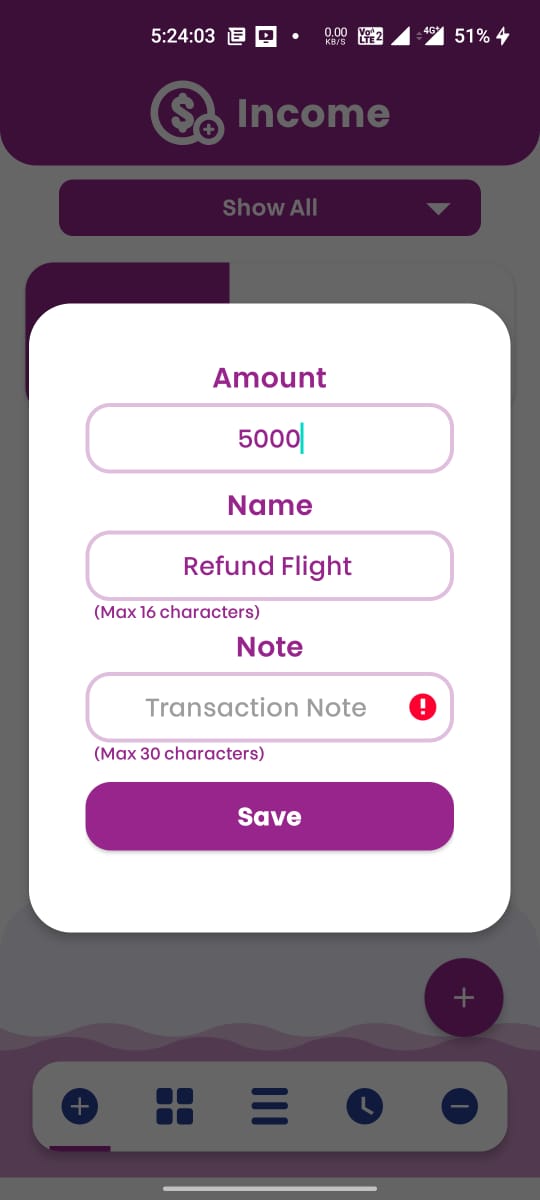 5:24:03 0.00 KB/S Vo LTE 2 4G+ 51%
Income
Show All
Amount
5000
Name
Refund Flight
(Max 16 characters)
Note
Transaction Note
(Max 30 characters)
Save